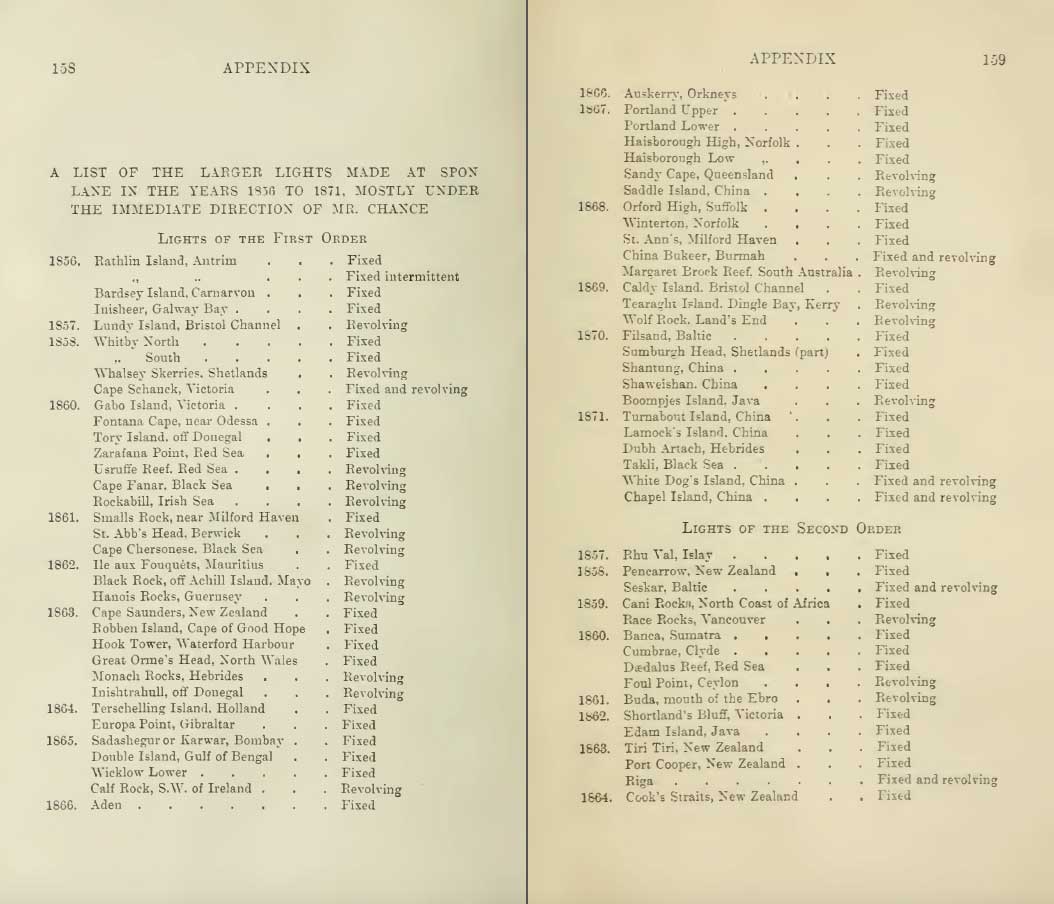 158 APPENDIX
A LIST OF THE LARGER LIGHTS MADE AT SPON
LANE IN THE YEARS 1856 TO 1871, MOSTLY UNDER
THE IMMEDIATE DIRECTION OF MR. CHANCE
LIGHTS OF THE FIRST ORDER
1856. Rathlin Island, Antrim . . . Fixed
„ „ . . . Fixed intermittent
Bardsey Island, Carnarvon . . . Fixed
Inisheer, Galway Bay . . . . Fixed
1857. Lundy Island, Bristol Channel . . Revolving
1858. Whitby North . . . . . Fixed
„ South . . . . . Fixed
Whalsey Skerries, Shetlands . . Revolving
Cape Schanck, Victoria . . . Fixed and revolving
1860. Gabo Island, Victoria . . . . Fixed
Fontana Cape, near Odessa . . . Fixed
Tory Island, off Donegal . . . Fixed
Zarafana Point, Red Sea . . . Fixed
Usruffe Reef, Red Sea . . . . Revolving
Cape Fanar, Black Sea . . . Revolving
Rockabill, Irish Sea . . . . Revolving
1861. Smalls Rock, near Milford Haven . Fixed
St. Abb's Head, Berwick . . . Revolving
Cape Chersonese, Black Sea . . Revolving
1862. Ile aux Fouquèts, Mauritius . . Fixed
Black Rock, off Achill Island, Mayo . Revolving
Hanois Rocks, Guernsey . . . Revolving
1863. Cape Saunders, New Zealand . . Fixed
Robben Island, Cape of Good Hope . Fixed
Hook Tower, Waterford Harbour . Fixed
Great Orme's Head, North Wales . Fixed
Monach Rocks, Hebrides . . . Revolving
Inishtrahull, off Donegal . . . Revolving
1864. Terschelling Island, Holland . . Fixed
Europa Point, Gibraltar . . . Fixed
1865. Sadashegur or Karwar, Bombay . . Fixed
Double Island, Gulf of Bengal . . Fixed
Wicklow Lower . . . . . Fixed
Calf Rock, S.W. of Ireland . . . Revolving
1866. Aden . . . . . . . Fixed
APPENDIX 159
1866. Auskerry, Orkneys . . . . Fixed
1867. Portland Upper . . . . . Fixed
Portland Lower . . . . . Fixed
Haisborough High, Norfolk . . . Fixed
Haisborough Low „ . . . Fixed
Sandy Cape, Queensland . . . Revolving
Saddle Island, China . . . . Revolving
1868. Orford High, Suffolk . . . . Fixed
Winterton, Norfolk . . . . Fixed
St. Ann's, Milford Haven . . . Fixed
China Bukeer, Burmah . . . Fixed and revolving
Margaret Brock Reef, South Australia . Revolving
1869. Caldy Island, Bristol Channel . . Fixed
Tearaght Island, Dingle Bay, Kerry . Revolving
Wolf Rock, Land's End . . . Revolving
1870. Filsand, Baltic . . . . . Fixed
Sumburgh Head, Shetlands (part) . Fixed
Shantung, China . . . . . Fixed
Shaweishan, China . . . . Fixed
Boompjes Island, Java . . . Revolving
1871. Turnabout Island, China . . . Fixed
Lamock's Island, China . . . Fixed
Dubh Artach, Hebrides . . . Fixed
Takli, Black Sea . . . . . Fixed
White Dog's Island, China . . . Fixed and revolving
Chapel Island, China . . . . Fixed and revolving
LIGHTS OF THE SECOND ORDER
1857. Rhu Val, Islay . . . . . Fixed
1858. Pencarrow, New Zealand . . . Fixed
Seskar, Baltic . . . . . Fixed and revolving
1859. Cani Rocks, North Coast of Africa . Fixed
Race Rocks, Vancouver . . . Revolving
1860. Banca, Sumatra . . . . . Fixed
Cumbrae, Clyde . . . . . Fixed
Dædalus Reef, Red Sea . . . Fixed
Foul Point, Ceylon . . . . Revolving
1861. Buda, mouth of the Ebro . . . Revolving
1862. Shortland's Bluff, Victoria . . . Fixed
Edam Island, Java . . . . Fixed
1863. Tiri Tiri, New Zealand . . . Fixed
Port Cooper, New Zealand . . . Fixed
Riga . . . . . . . Fixed and revolving
1864. Cook's Straits, New Zealand . . Fixed